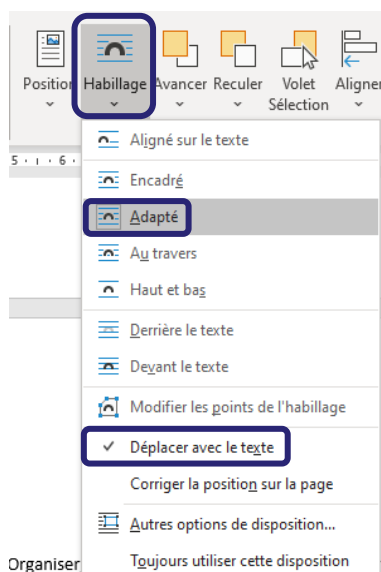 Position Habillage Avancer Reculer Volet Sélection Aligner
5 · ı · 6 ·
Aligné sur le texte
Encadré
Adapté
Au travers
Haut et bas
Derrière le texte
Devant le texte
Modifier les points de l'habillage
Déplacer avec le texte
Corriger la position sur la page
Autres options de disposition...
Organiser
Toujours utiliser cette disposition